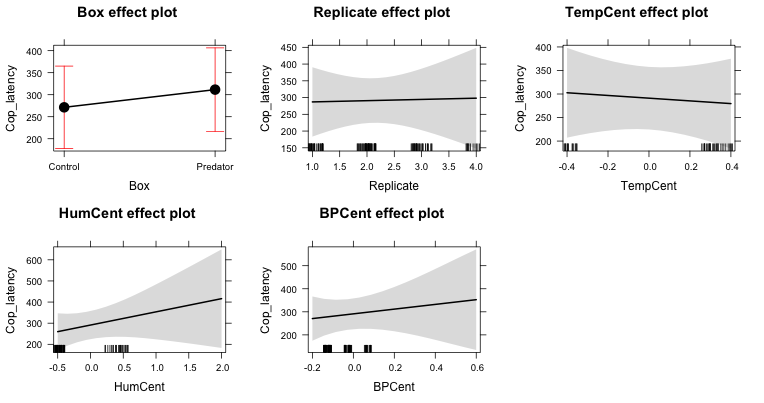 Box effect plot
Cop_latency
400
350
300
250
200
Control
Predator
Box
Replicate effect plot
Cop_latency
450
400
350
300
250
200
150
1.0 1.5 2.0 2.5 3.0 3.5 4.0
Replicate
TempCent effect plot
Cop_latency
400
350
300
250
200
-0.4 -0.2 0.0 0.2 0.4
TempCent
HumCent effect plot
Cop_latency
600
500
400
300
200
-0.5 0.0 0.5 1.0 1.5 2.0
HumCent
BPCent effect plot
Cop_latency
500
400
300
200
-0.2 0.0 0.2 0.4 0.6
BPCent